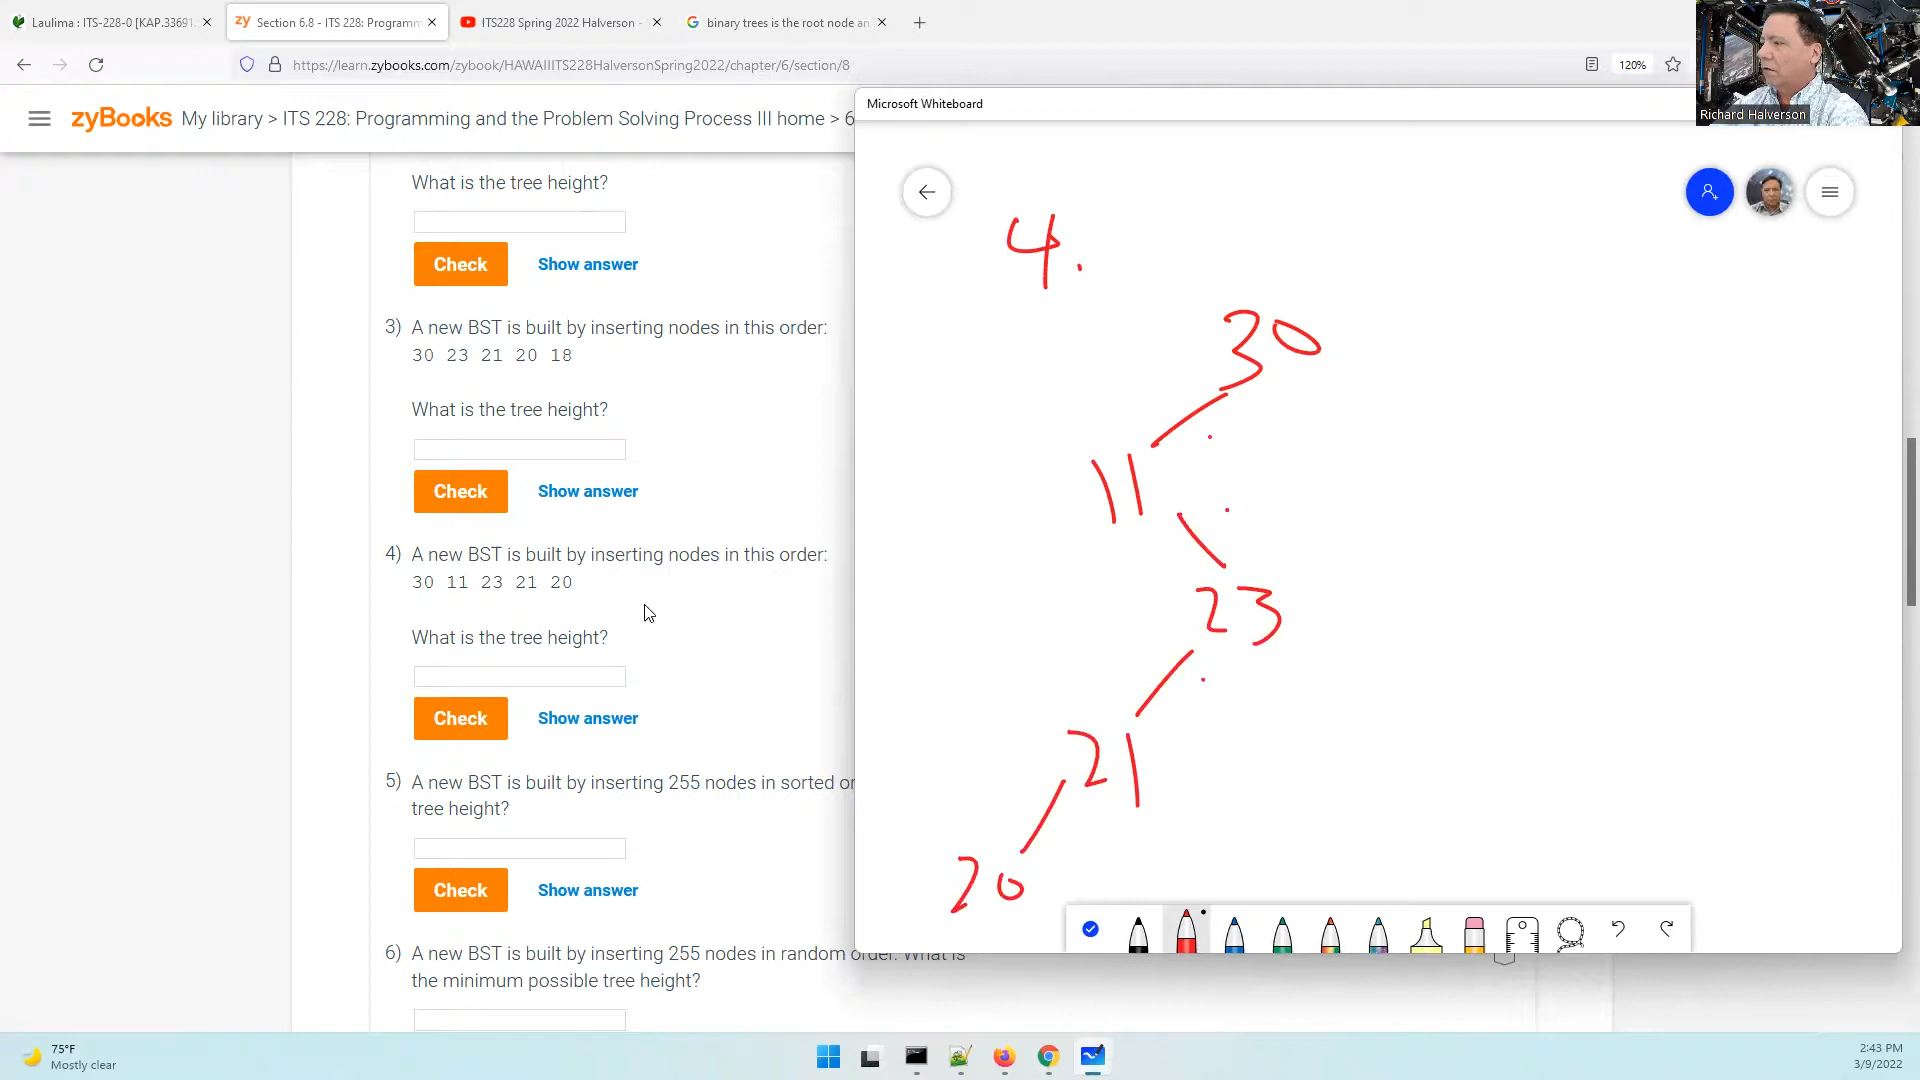 Laulima : ITS-228-0 [KAP.33691
zy Section 6.8 - ITS 228: Programm
ITS228 Spring 2022 Halverson -
binary trees is the root node an
https://learn.zybooks.com/zybook/HAWAIIITS228HalversonSpring2022/chapter/6/section/8
120%
Richard Halverson
zyBooks My library > ITS 228: Programming and the Problem Solving Process III home > 6
Microsoft Whiteboard
What is the tree height?
Check Show answer
3) A new BST is built by inserting nodes in this order:
30 23 21 20 18
What is the tree height?
Check Show answer
4) A new BST is built by inserting nodes in this order:
30 11 23 21 20
What is the tree height?
Check Show answer
5) A new BST is built by inserting 255 nodes in sorted or
tree height?
Check Show answer
6) A new BST is built by inserting 255 nodes in random order. What is
the minimum possible tree height?
4.
30
11
23
21
20
75°F
Mostly clear
2:43 PM
3/9/2022